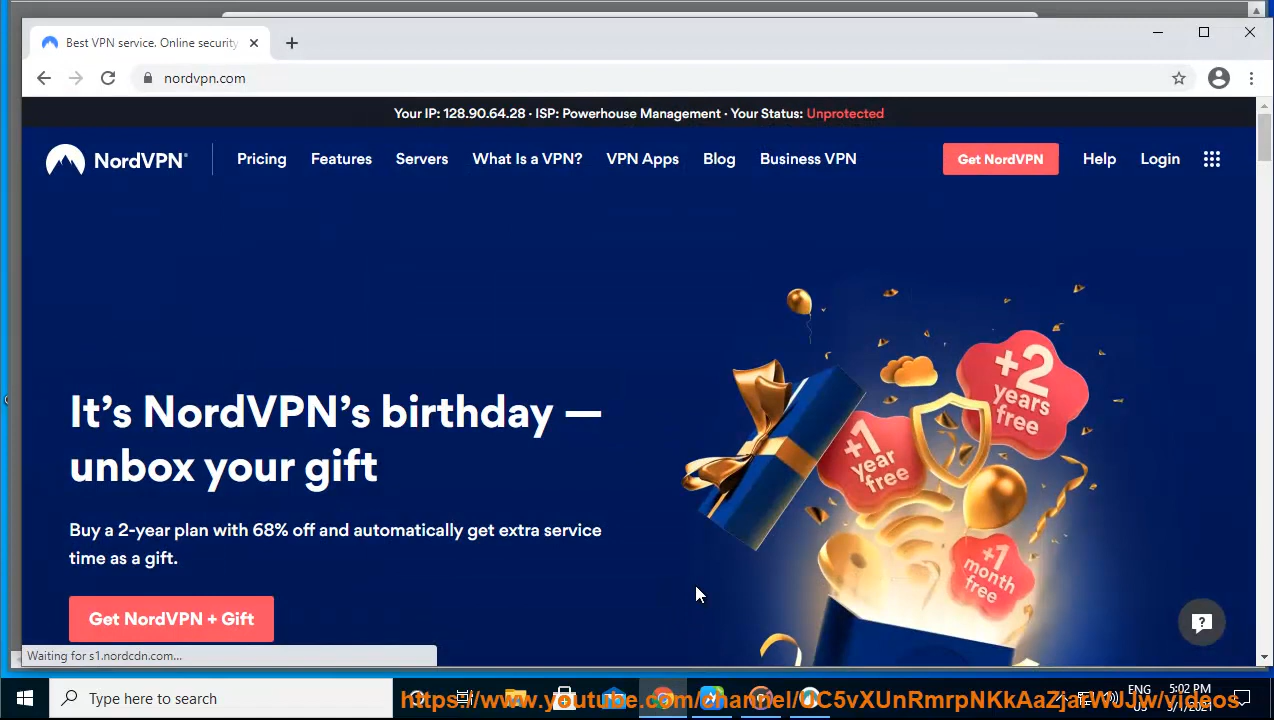 Best VPN service. Online security
nordvpn.com
Your IP: 128.90.64.28 · ISP: Powerhouse Management · Your Status: Unprotected
NordVPN®
Pricing
Features
Servers
What Is a VPN?
VPN Apps
Blog
Business VPN
Get NordVPN
Help
Login
It's NordVPN's birthday —
unbox your gift
Buy a 2-year plan with 68% off and automatically get extra service
time as a gift.
Get NordVPN + Gift
+2
years
free
+1
year
free
+1
month
free
?
Waiting for s1.nordcdn.com...
Type here to search
ENG
5:02 PM